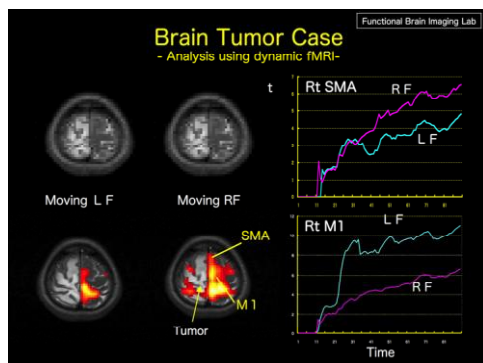 Functional Brain Imaging Lab
Brain Tumor Case
- Analysis using dynamic fMRI-
Moving L F
Moving RF
SMA
M 1
Tumor
t
Rt SMA
R F
L F
Rt M1
L F
R F
Time